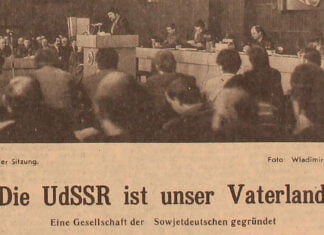 er Sitzung. Foto: Wladimir
Die UdSSR ist unser Vaterland
Eine Gesellschaft der Sowjetdeutschen gegründet